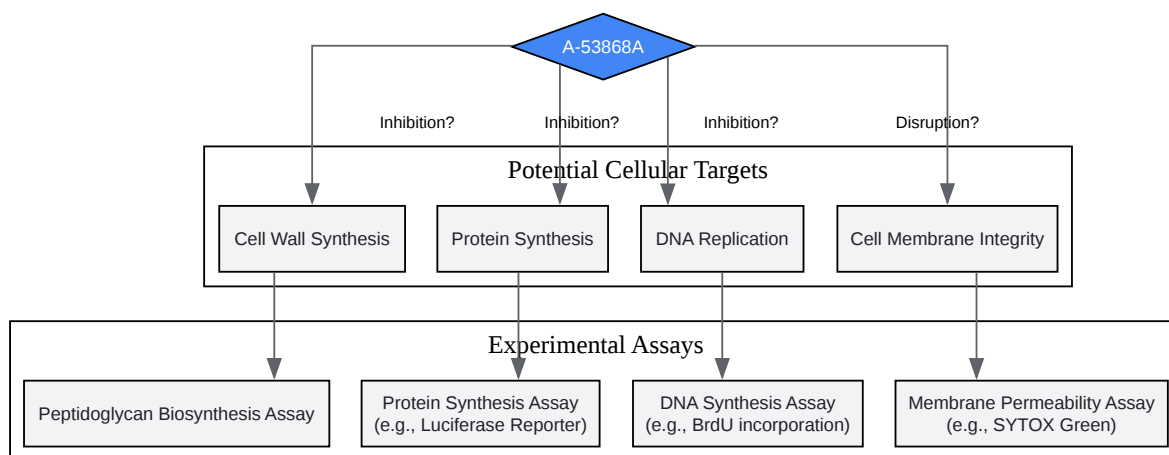 A-53868A
Inhibition?
Inhibition?
Inhibition?
Disruption?
Potential Cellular Targets
Cell Wall Synthesis
Protein Synthesis
DNA Replication
Cell Membrane Integrity
Experimental Assays
Peptidoglycan Biosynthesis Assay
Protein Synthesis Assay
(e.g., Luciferase Reporter)
DNA Synthesis Assay
(e.g., BrdU incorporation)
Membrane Permeability Assay
(e.g., SYTOX Green)